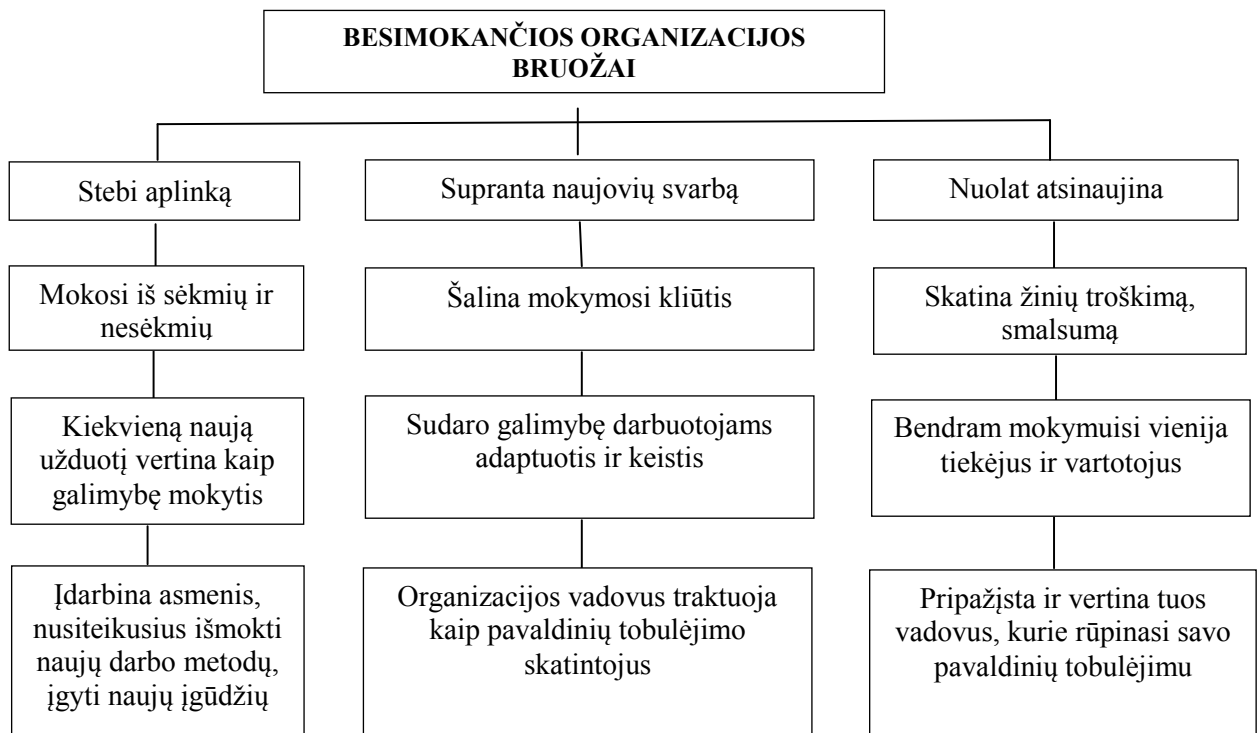 BESIMOKANČIOS ORGANIZACIJOS
BRUOŽAI
Stebi aplinką
Supranta naujovių svarbą
Nuolat atsinaujina
Mokosi iš sėkmių ir
nesėkmių
Šalina mokymosi kliūtis
Skatina žinių troškimą,
smalsumą
Kiekvieną naują
užduotį vertina kaip
galimybę mokytis
Sudaro galimybę darbuotojams
adaptuotis ir keistis
Bendram mokymuisi vienija
tiekėjus ir vartotojus
Įdarbina asmenis,
nusiteikusius išmokti
naujų darbo metodų,
įgyti naujų įgūdžių
Organizacijos vadovus traktuoja
kaip pavaldinių tobulėjimo
skatintojus
Pripažįsta ir vertina tuos
vadovus, kurie rūpinasi savo
pavaldinių tobulėjimu